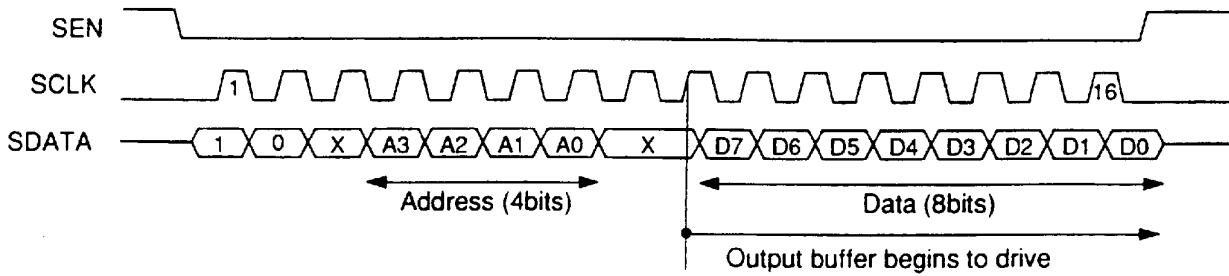 SEN
SCLK 1 16
SDATA 1 0 X A3 A2 A1 A0 X D7 D6 D5 D4 D3 D2 D1 D0
Address (4bits) Data (8bits)
Output buffer begins to drive